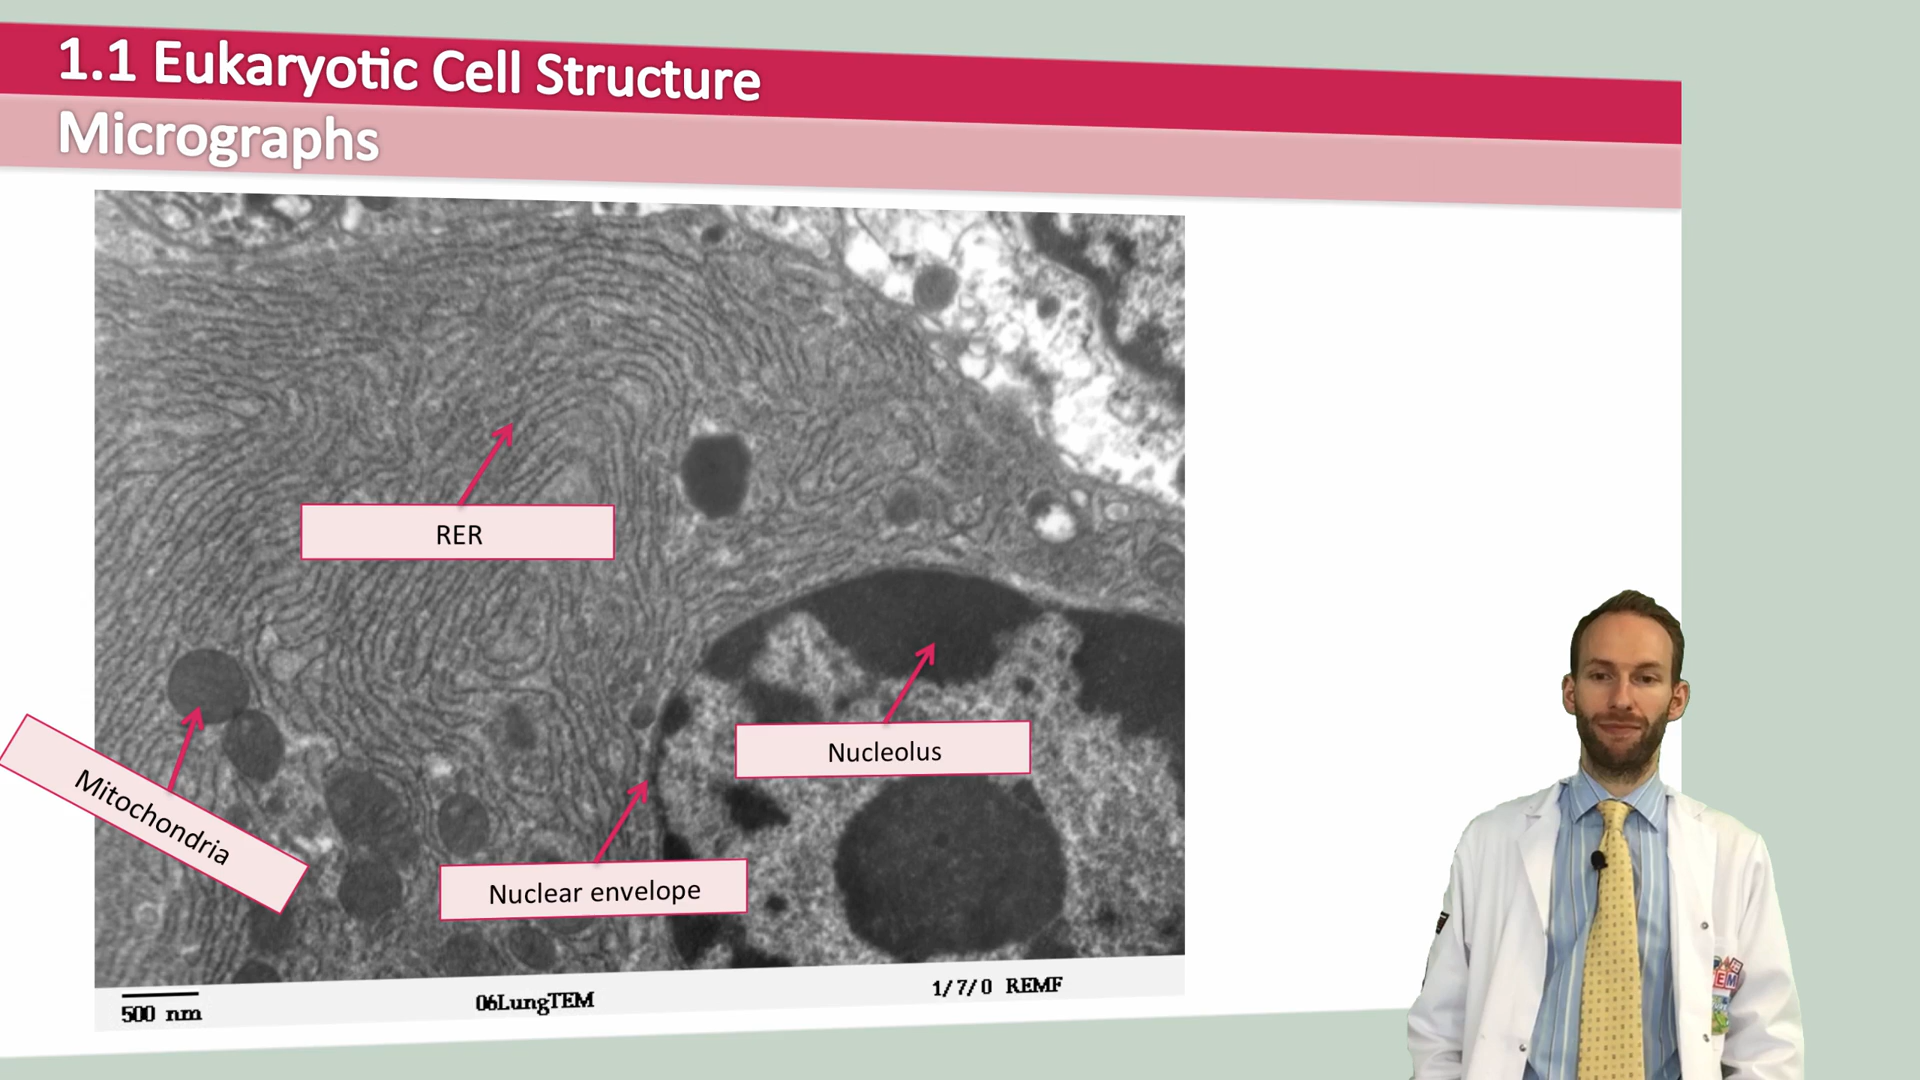 1.1 Eukaryotic Cell Structure
Micrographs
RER
Nucleolus
Mitochondria
Nuclear envelope
500 nm
06LungTEM
1/7/0 REMF